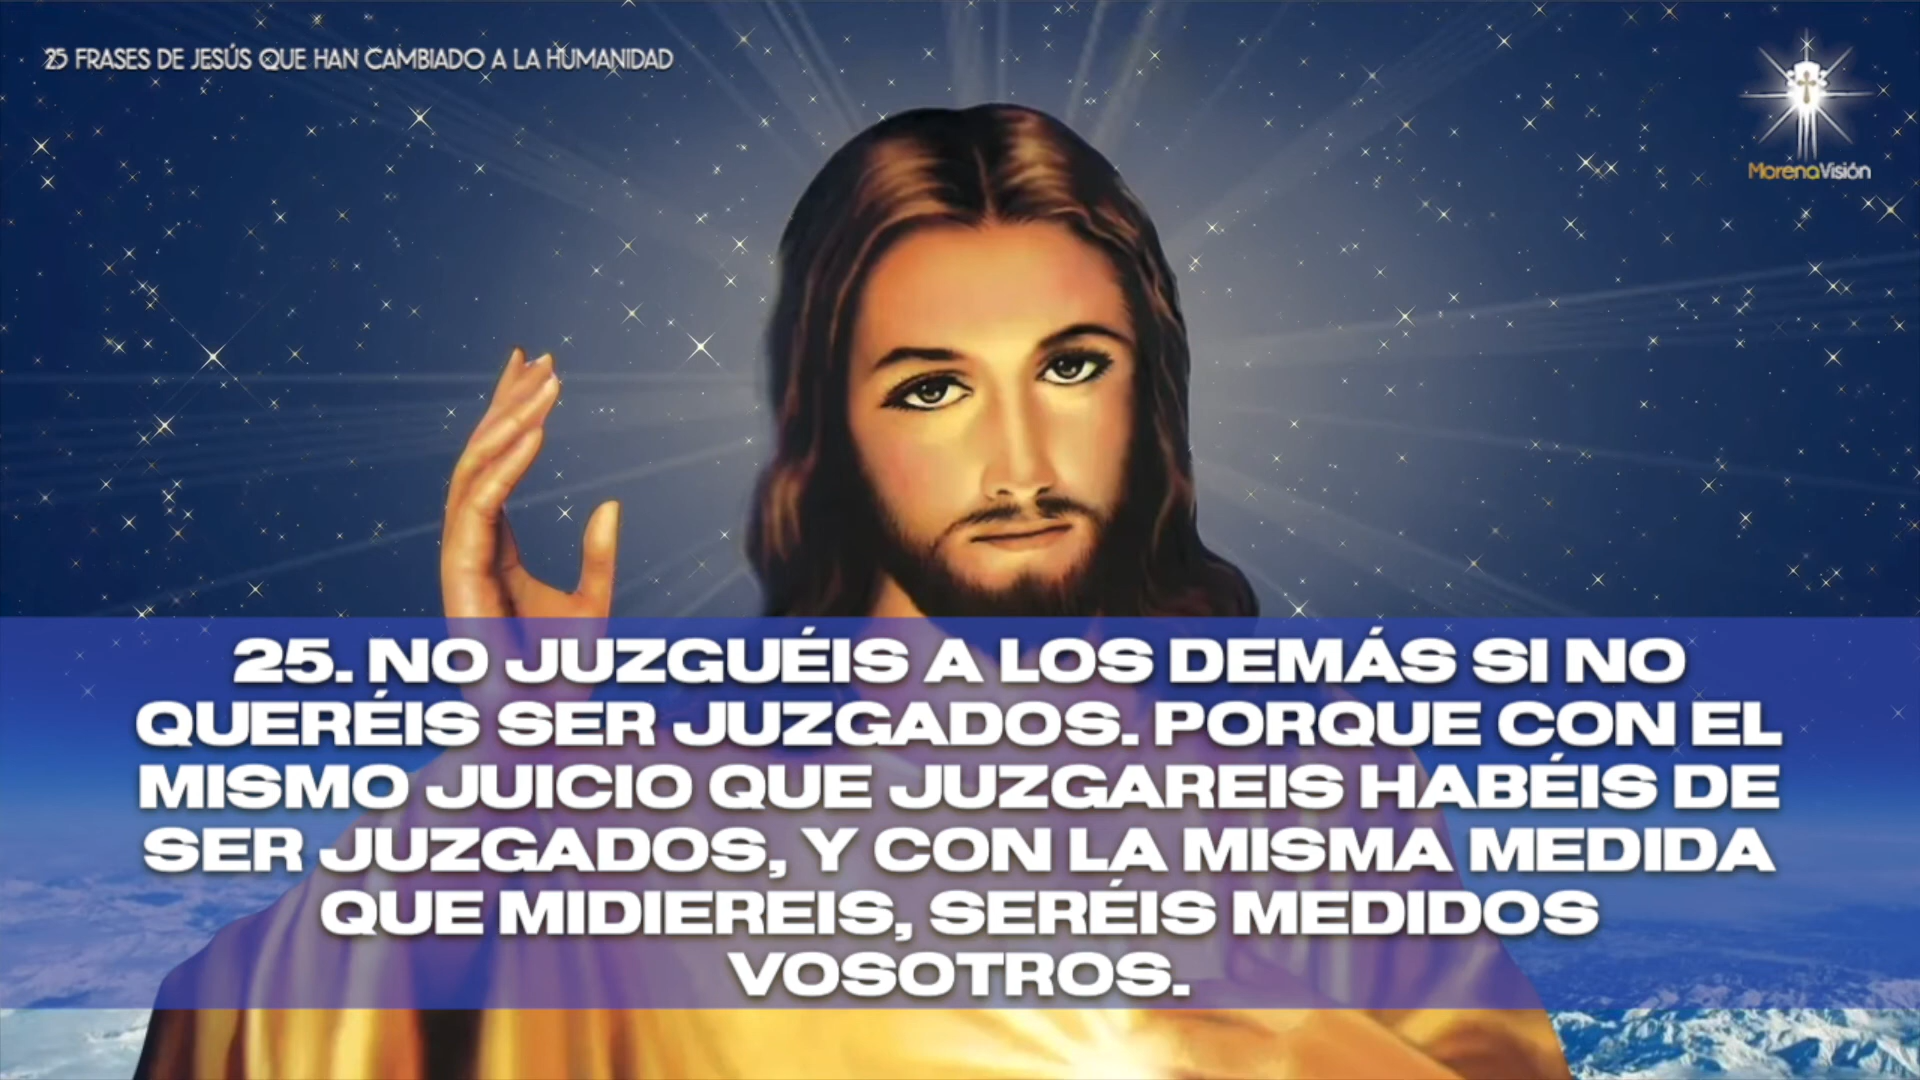 25 FRASES DE JESÚS QUE HAN CAMBIADO A LA HUMANIDAD
MorenaVisión
25. NO JUZGUÉIS A LOS DEMÁS SI NO
QUERÉIS SER JUZGADOS. PORQUE CON EL
MISMO JUICIO QUE JUZGAREIS HABÉIS DE
SER JUZGADOS, Y CON LA MISMA MEDIDA
QUE MIDIEREIS, SERÉIS MEDIDOS
VOSOTROS.